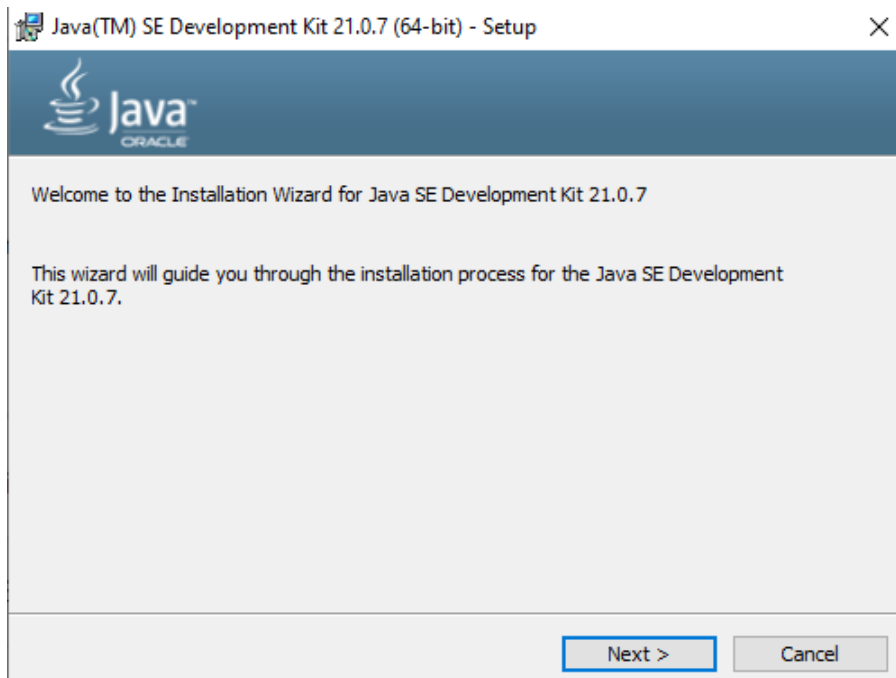 Java(TM) SE Development Kit 21.0.7 (64-bit) - Setup
Java™
ORACLE
Welcome to the Installation Wizard for Java SE Development Kit 21.0.7
This wizard will guide you through the installation process for the Java SE Development
Kit 21.0.7.
Next >
Cancel